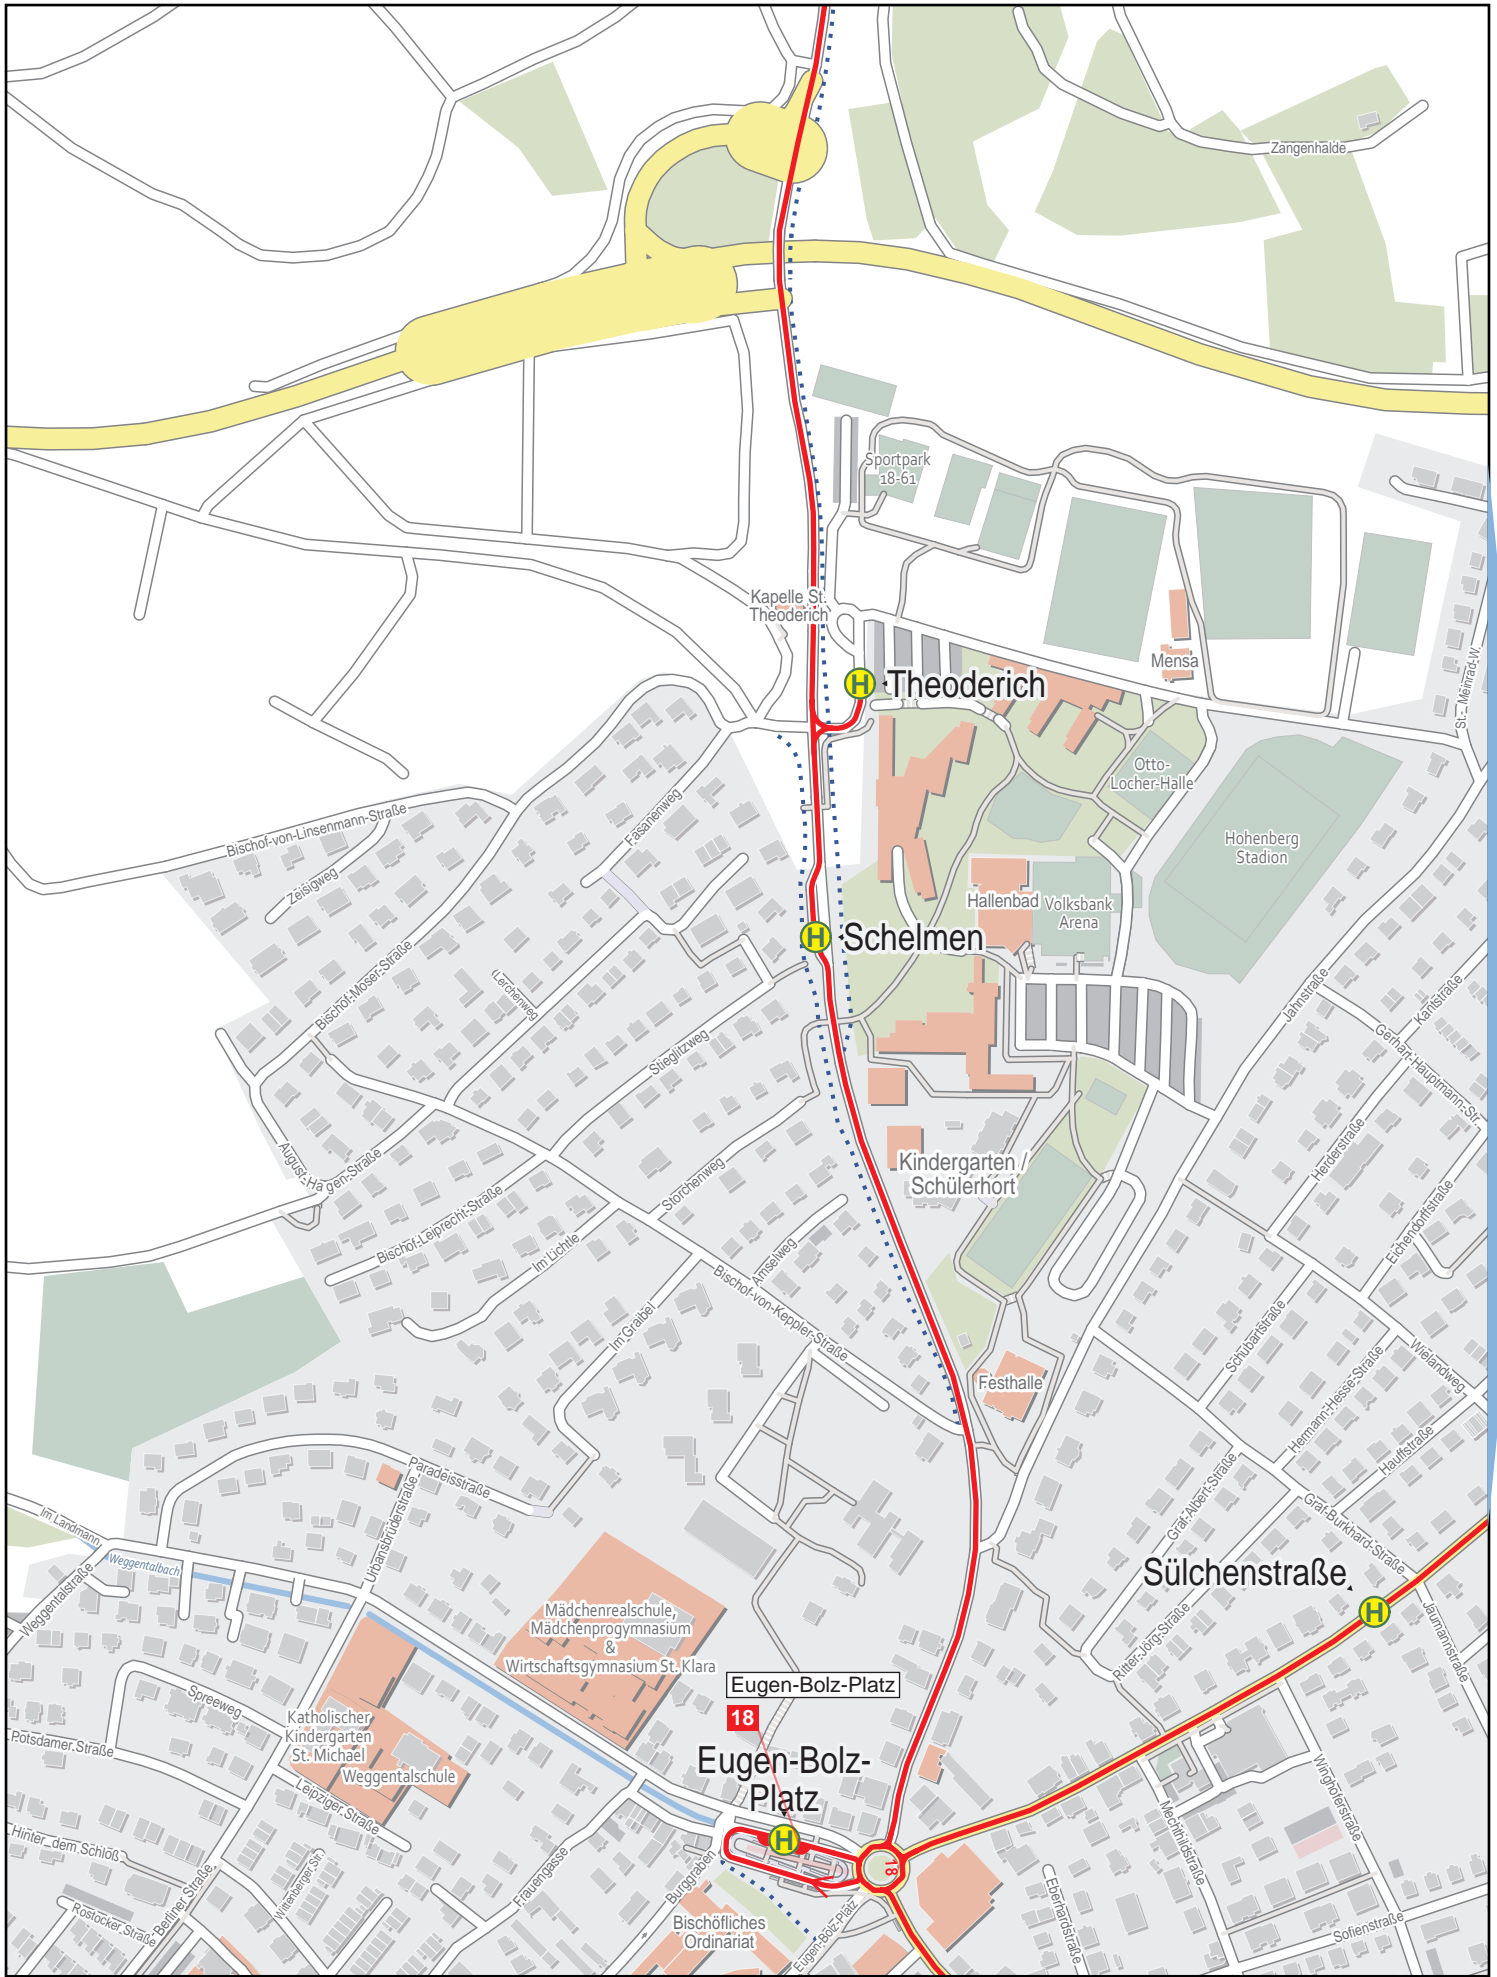 Zangenhalde
Sportpark
18-61
Kapelle St.
Theoderich
Mensa
St.- Meinrad-W.
H
Theoderich
Otto-
Locher-Halle
Bischof-von-Linsenmann-Straße
Fasanenweg
Hohenberg
Stadion
Zeisigweg
Hallenbad
Volksbank
Arena
H
Schelmen
Bischof-Moser-Straße
Lerchenweg
Jahnstraße
Kantstraße
Stieglitzweg
Gerhart-Hauptmann-Str.
August-Hagen-Straße
Storchenweg
Kindergarten /
Schülerhort
Herderstraße
Bischof-Leiprecht-Straße
Im Lichtle
Amselweg
Eichendorffstraße
Bischof-von-Keppler-Straße
Im Graibel
Schubartstraße
Wielandweg
Festhalle
Hermann-Hesse-Straße
Hauffstraße
Paradeisstraße
Urbansbrüderstraße
Graf-Albert-Straße
Graf-Burkhard-Straße
Im Landmann
Weggentalbach
Weggentalstraße
Sülchenstraße
H
Jaumannstraße
Mädchenrealschule,
Mädchenprogymnasium
&
Wirtschaftsgymnasium St. Klara
Ritter-Jörg-Straße
Eugen-Bolz-Platz
18
Spreeweg
Katholischer
Kindergarten
St. Michael
Potsdamer Straße
Weggentalschule
Leipziger Straße
Eugen-Bolz-
Platz
H
18
Winghoferstraße
Mechthildstraße
Hinter dem Schloß
Wittenberger Str.
Frauengasse
Burggraben
Berliner Straße
Rostocker Straße
Bischöfliches
Ordinariat
Eugen-Bolz-Platz
Eberhardstraße
Sofienstraße